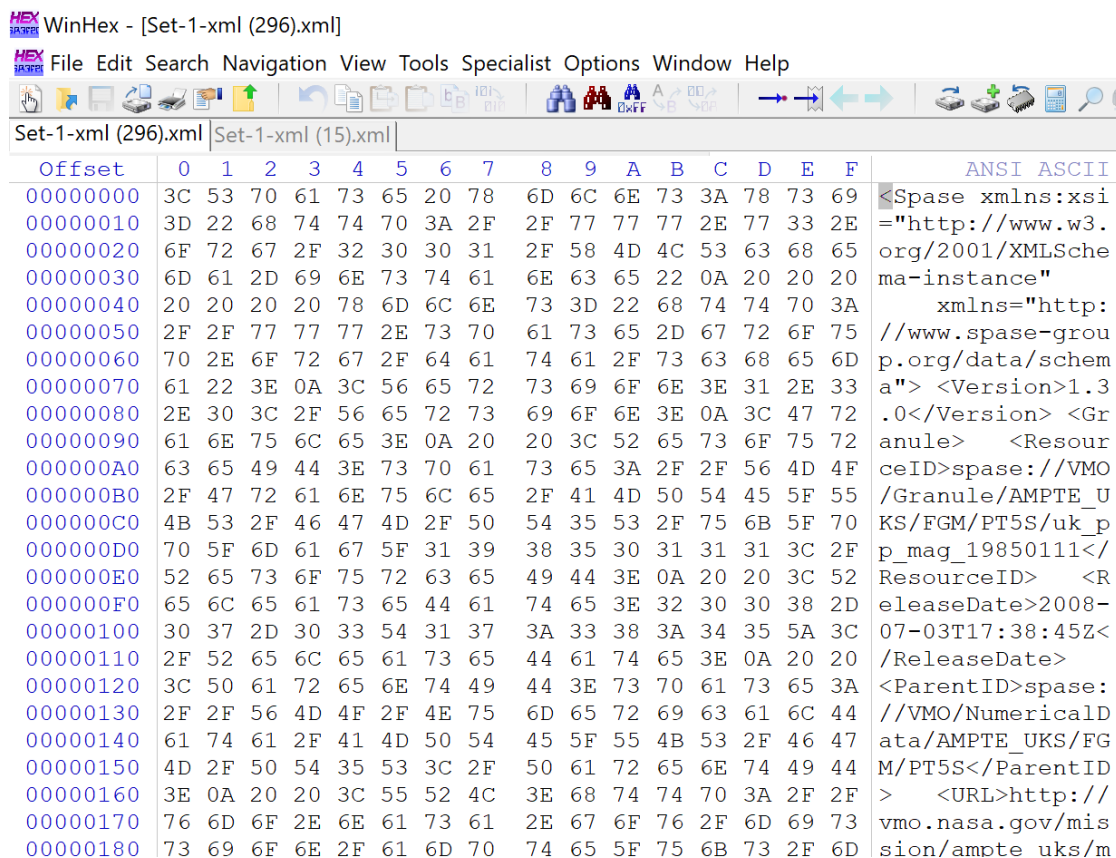 HEX WinHex - [Set-1-xml (296).xml]
HEX File Edit Search Navigation View Tools Specialist Options Window Help
Set-1-xml (296).xml Set-1-xml (15).xml
Offset 0 1 2 3 4 5 6 7 8 9 A B C D E F ANSI ASCII
00000000 3C 53 70 61 73 65 20 78 6D 6C 6E 73 3A 78 73 69 <Spase xmlns:xsi
00000010 3D 22 68 74 74 70 3A 2F 2F 77 77 77 2E 77 33 2E ="http://www.w3.
00000020 6F 72 67 2F 32 30 30 31 2F 58 4D 4C 53 63 68 65 org/2001/XMLSche
00000030 6D 61 2D 69 6E 73 74 61 6E 63 65 22 0A 20 20 20 ma-instance"
00000040 20 20 20 20 78 6D 6C 6E 73 3D 22 68 74 74 70 3A xmlns="http:
00000050 2F 2F 77 77 77 2E 73 70 61 73 65 2D 67 72 6F 75 //www.spase-grou
00000060 70 2E 6F 72 67 2F 64 61 74 61 2F 73 63 68 65 6D p.org/data/schem
00000070 61 22 3E 0A 3C 56 65 72 73 69 6F 6E 3E 31 2E 33 a"> <Version>1.3
00000080 2E 30 3C 2F 56 65 72 73 69 6F 6E 3E 0A 3C 47 72 .0</Version> <Gr
00000090 61 6E 75 6C 65 3E 0A 20 20 3C 52 65 73 6F 75 72 anule>   <Resour
000000A0 63 65 49 44 3E 73 70 61 73 65 3A 2F 2F 56 4D 4F ceID>spase://VMO
000000B0 2F 47 72 61 6E 75 6C 65 2F 41 4D 50 54 45 5F 55 /Granule/AMPTE_U
000000C0 4B 53 2F 46 47 4D 2F 50 54 35 53 2F 75 6B 5F 70 KS/FGM/PT5S/uk_p
000000D0 70 5F 6D 61 67 5F 31 39 38 35 30 31 31 31 3C 2F p_mag_19850111</
000000E0 52 65 73 6F 75 72 63 65 49 44 3E 0A 20 20 3C 52 ResourceID>   <R
000000F0 65 6C 65 61 73 65 44 61 74 65 3E 32 30 30 38 2D eleaseDate>2008-
00000100 30 37 2D 30 33 54 31 37 3A 33 38 3A 34 35 5A 3C 07-03T17:38:45Z<
00000110 2F 52 65 6C 65 61 73 65 44 61 74 65 3E 0A 20 20 /ReleaseDate>
00000120 3C 50 61 72 65 6E 74 49 44 3E 73 70 61 73 65 3A <ParentID>spase:
00000130 2F 2F 56 4D 4F 2F 4E 75 6D 65 72 69 63 61 6C 44 //VMO/NumericalD
00000140 61 74 61 2F 41 4D 50 54 45 5F 55 4B 53 2F 46 47 ata/AMPTE_UKS/FG
00000150 4D 2F 50 54 35 53 3C 2F 50 61 72 65 6E 74 49 44 M/PT5S</ParentID
00000160 3E 0A 20 20 3C 55 52 4C 3E 68 74 74 70 3A 2F 2F >   <URL>http://
00000170 76 6D 6F 2E 6E 61 73 61 2E 67 6F 76 2F 6D 69 73 vmo.nasa.gov/mis
00000180 73 69 6F 6E 2F 61 6D 70 74 65 5F 75 6B 73 2F 6D sion/ampte_uks/m